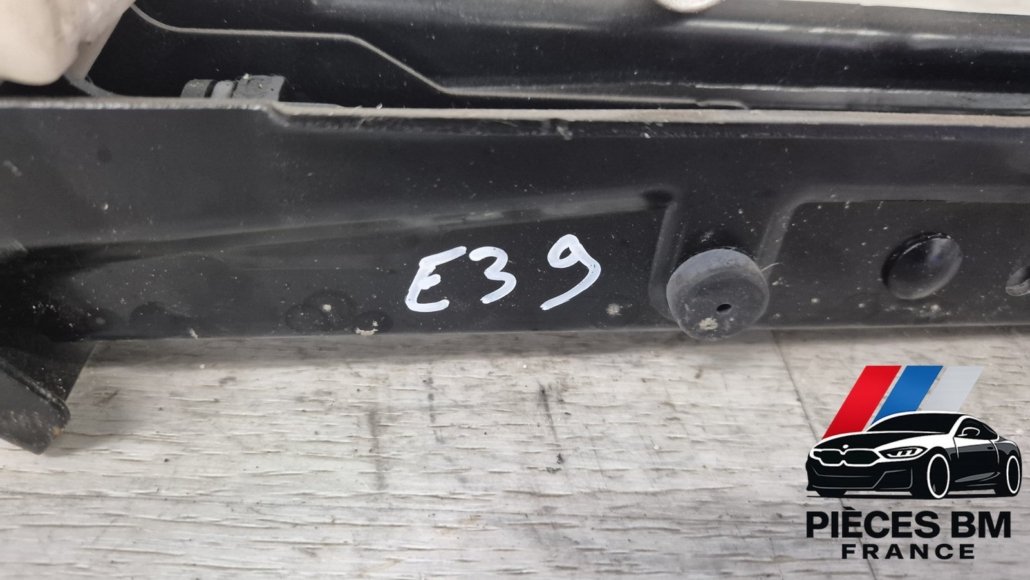 E39
PIÈCES BM
FRANCE